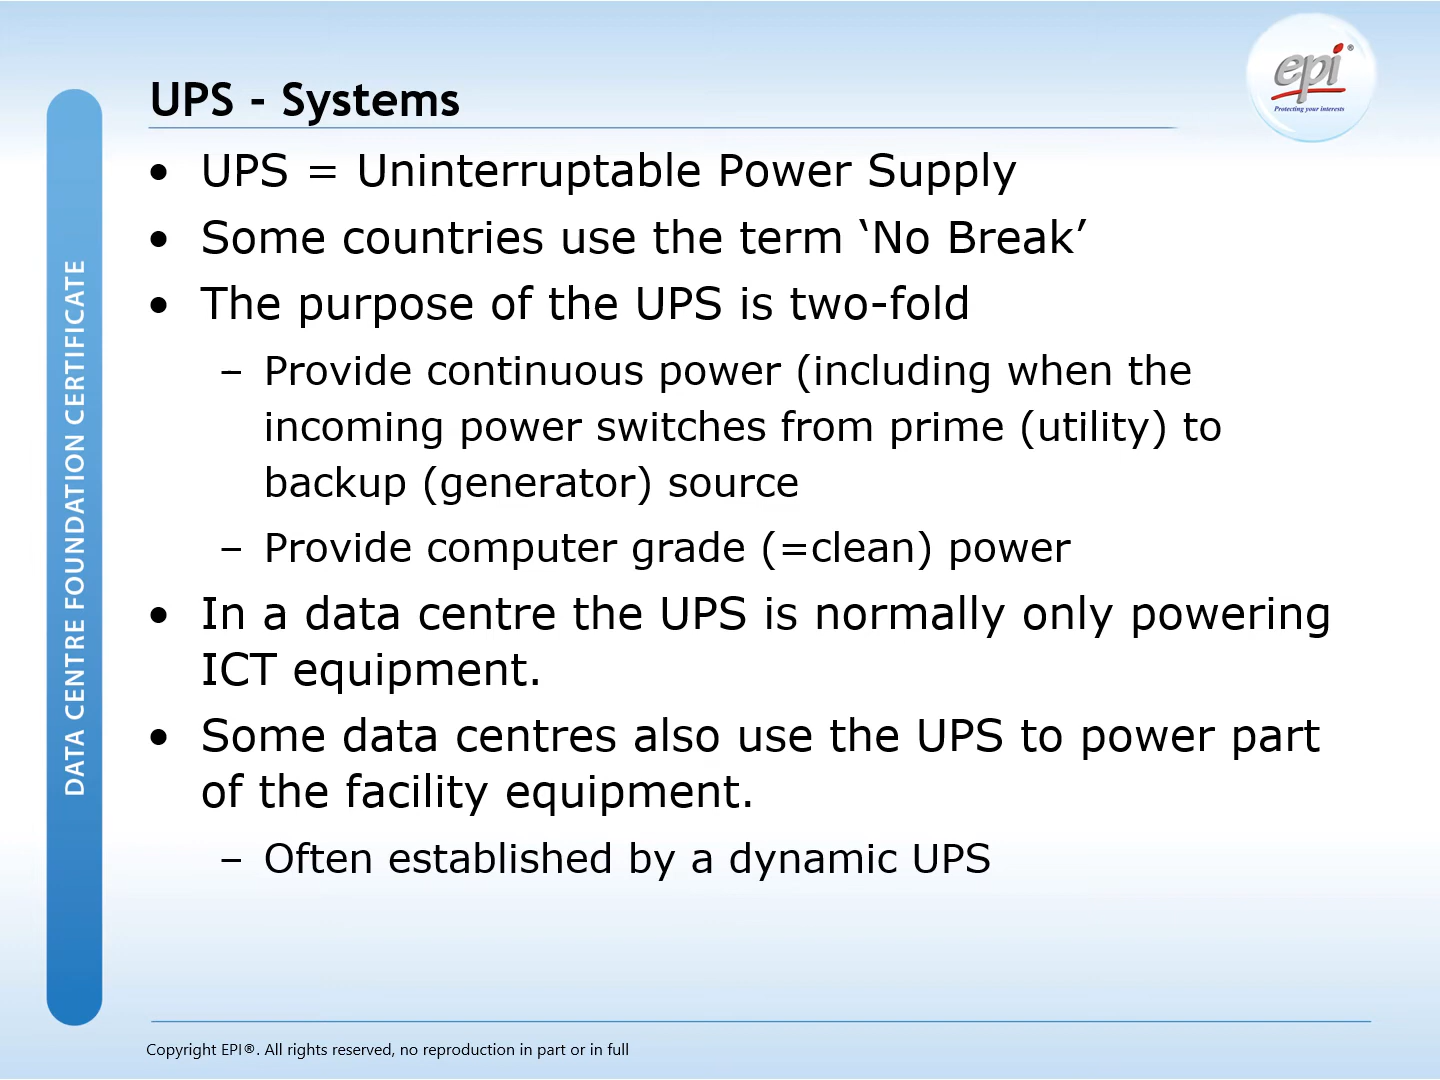 UPS - Systems
epi®
Protecting your interests
• UPS = Uninterruptable Power Supply
• Some countries use the term ‘No Break’
• The purpose of the UPS is two-fold
– Provide continuous power (including when the
incoming power switches from prime (utility) to
backup (generator) source
– Provide computer grade (=clean) power
• In a data centre the UPS is normally only powering
ICT equipment.
• Some data centres also use the UPS to power part
of the facility equipment.
– Often established by a dynamic UPS
DATA CENTRE FOUNDATION CERTIFICATE
Copyright EPI®. All rights reserved, no reproduction in part or in full